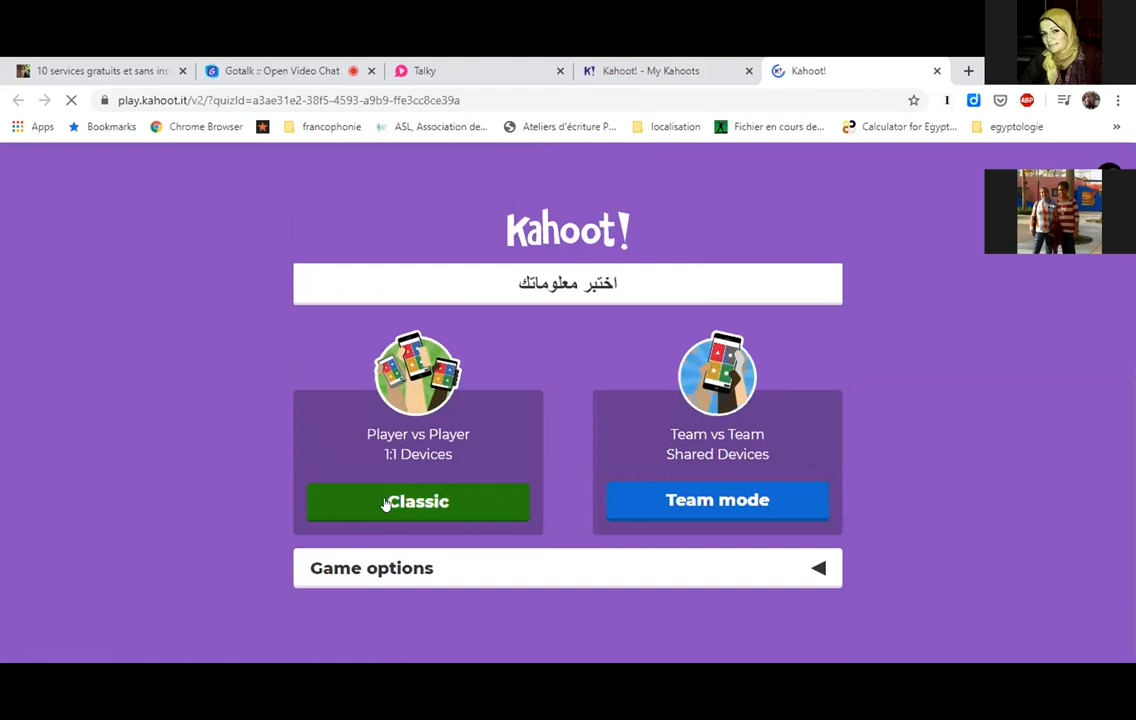 10 services gratuits et sans ins
Gotalk :: Open Video Chat
Talky
Kahoot! - My Kahoots
Kahoot!
play.kahoot.it/v2/?quizId=a3ae31e2-38f5-4593-a9b9-ffe3cc8ce39a
Apps
Bookmarks
Chrome Browser
francophonie
ASL, Association de...
Ateliers d'écriture P...
localisation
Fichier en cours de...
Calculator for Egypt...
egyptologie
Kahoot!
اختبر معلوماتك
Player vs Player
1:1 Devices
Classic
Team vs Team
Shared Devices
Team mode
Game options